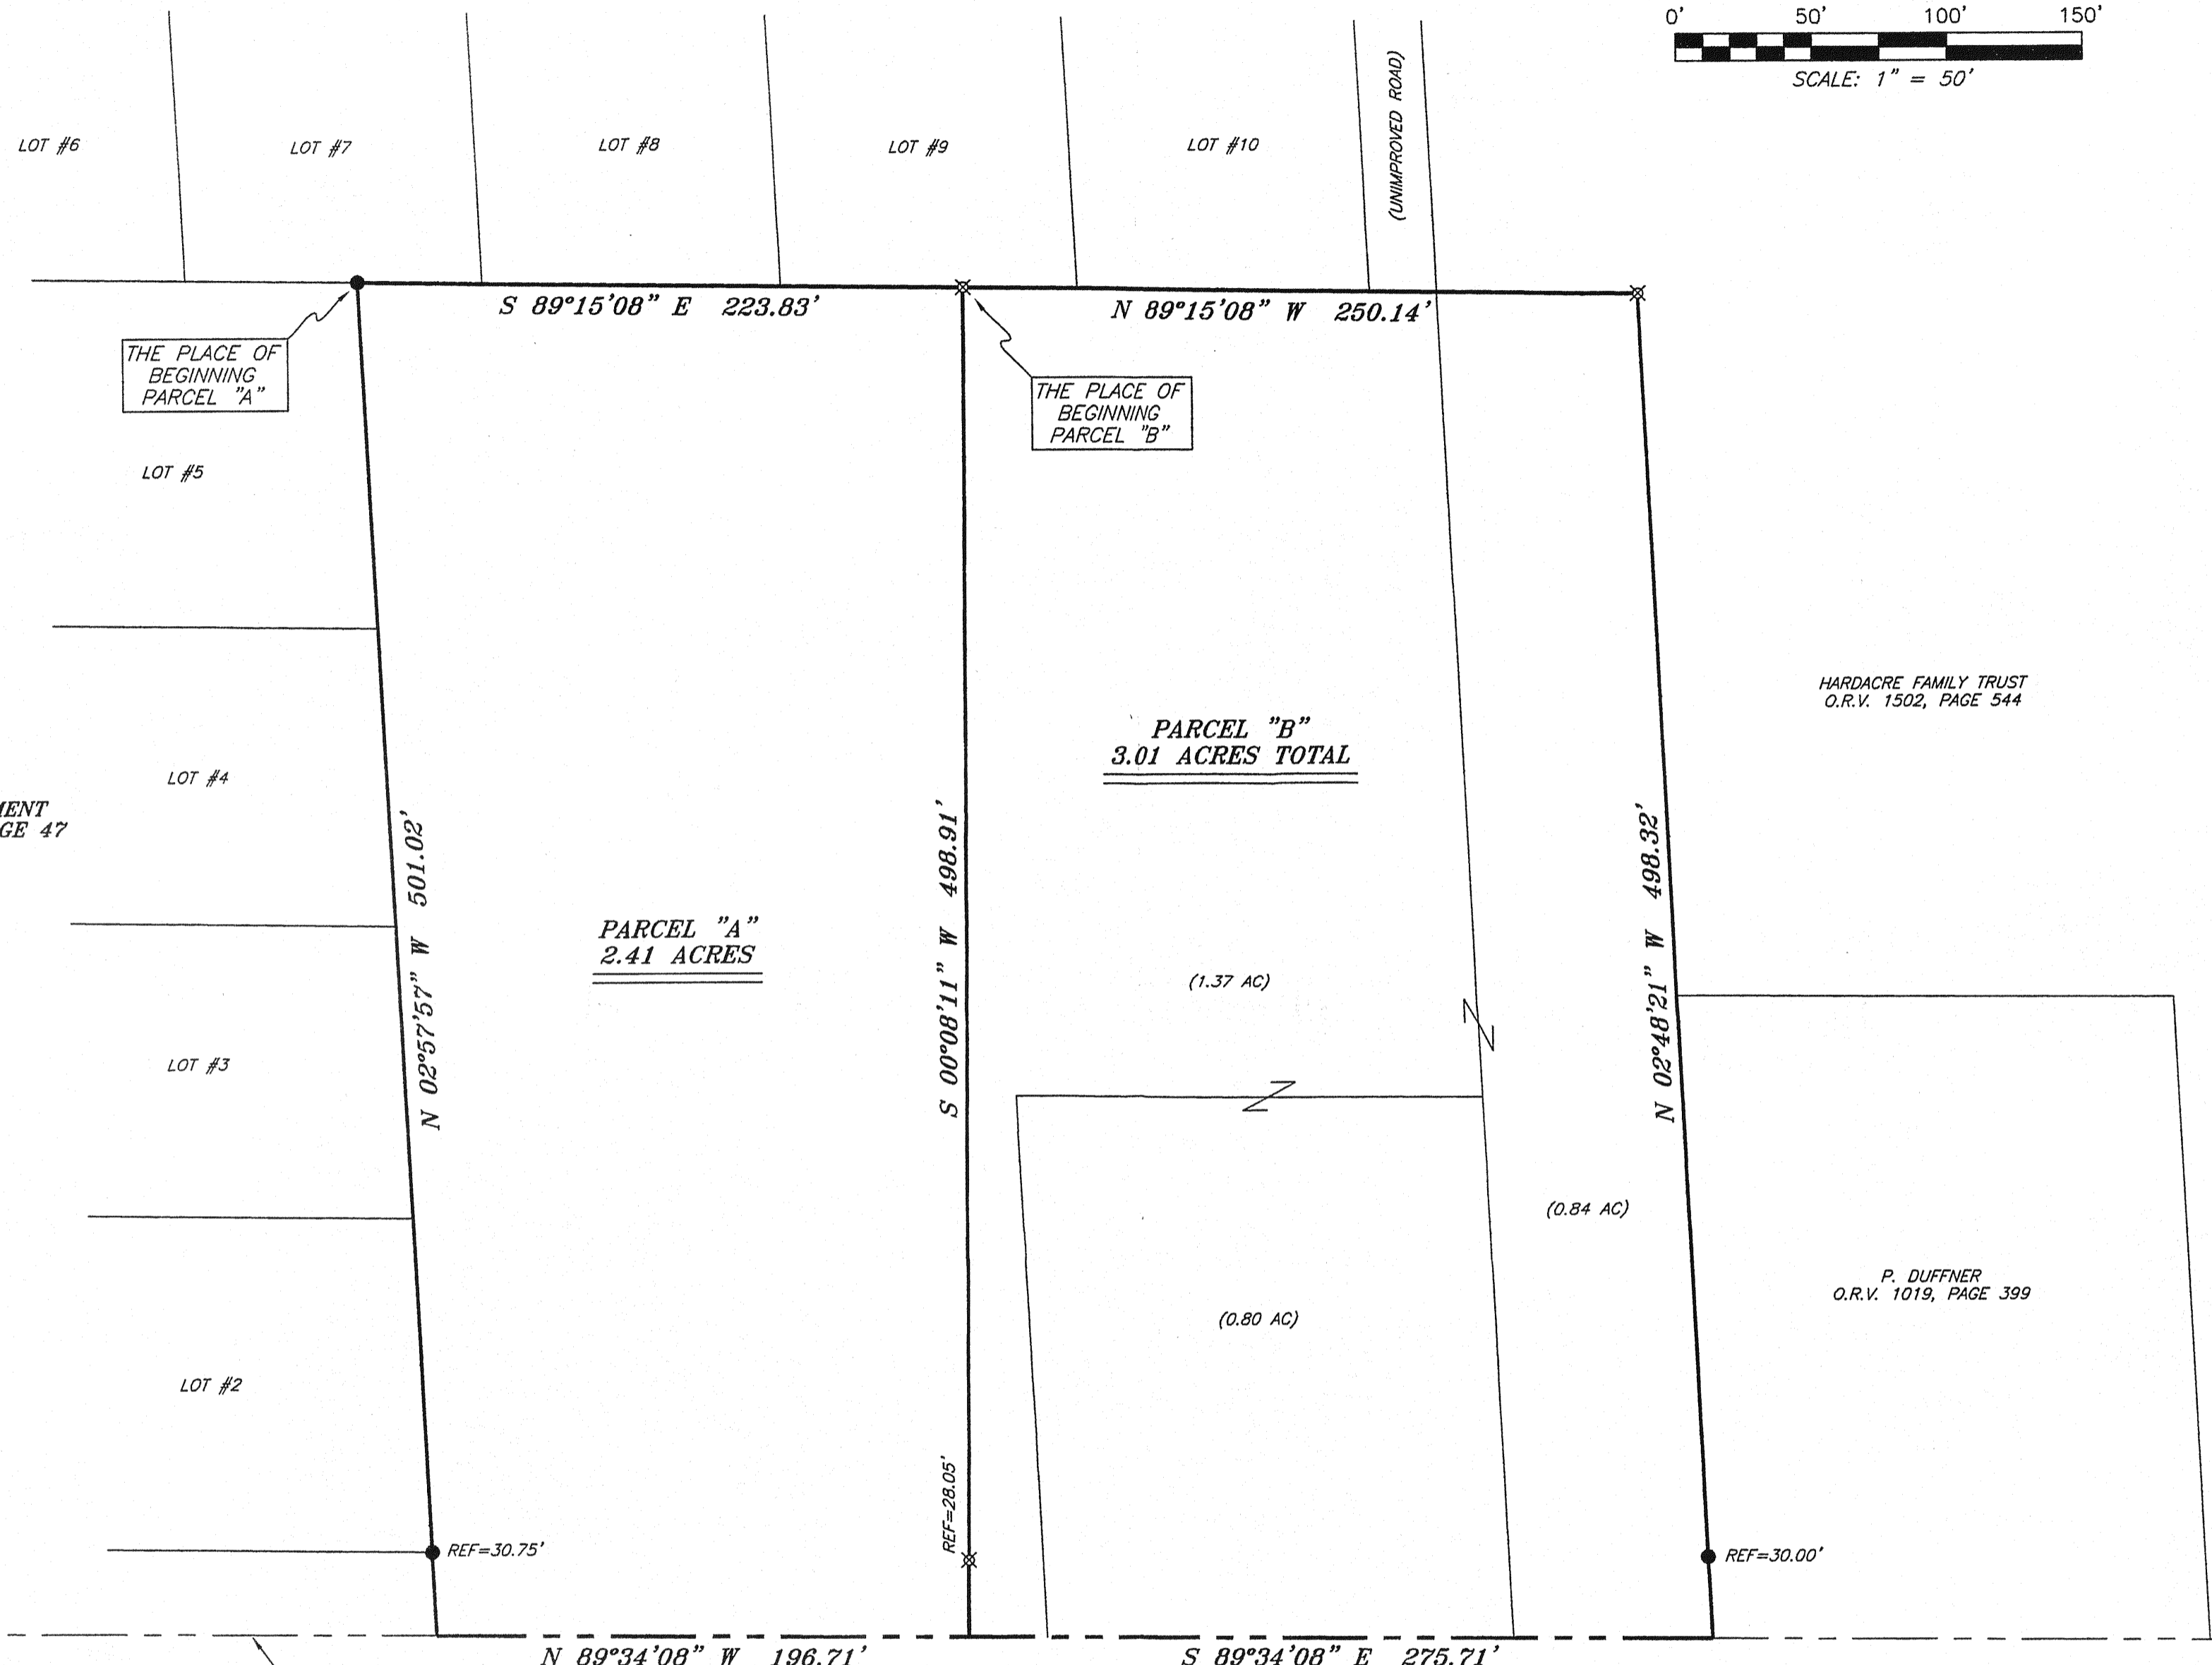 0' 50' 100' 150'
SCALE: 1" = 50'
(UNIMPROVED ROAD)
LOT #6
LOT #7
LOT #8
LOT #9
LOT #10
S 89°15'08" E 223.83'
N 89°15'08" W 250.14'
THE PLACE OF
BEGINNING
PARCEL "A"
THE PLACE OF
BEGINNING
PARCEL "B"
LOT #5
HARDACRE FAMILY TRUST
O.R.V. 1502, PAGE 544
PARCEL "B"
3.01 ACRES TOTAL
LOT #4
MENT
GE 47
N 02°57'57" W 501.02'
S 00°08'11" W 498.91'
N 02°48'21" W 498.32'
PARCEL "A"
2.41 ACRES
(1.37 AC)
LOT #3
(0.84 AC)
P. DUFFNER
O.R.V. 1019, PAGE 399
(0.80 AC)
LOT #2
REF=28.05'
REF=30.75'
REF=30.00'
N 89°34'08" W 196.71'
S 89°34'08" E 275.71'